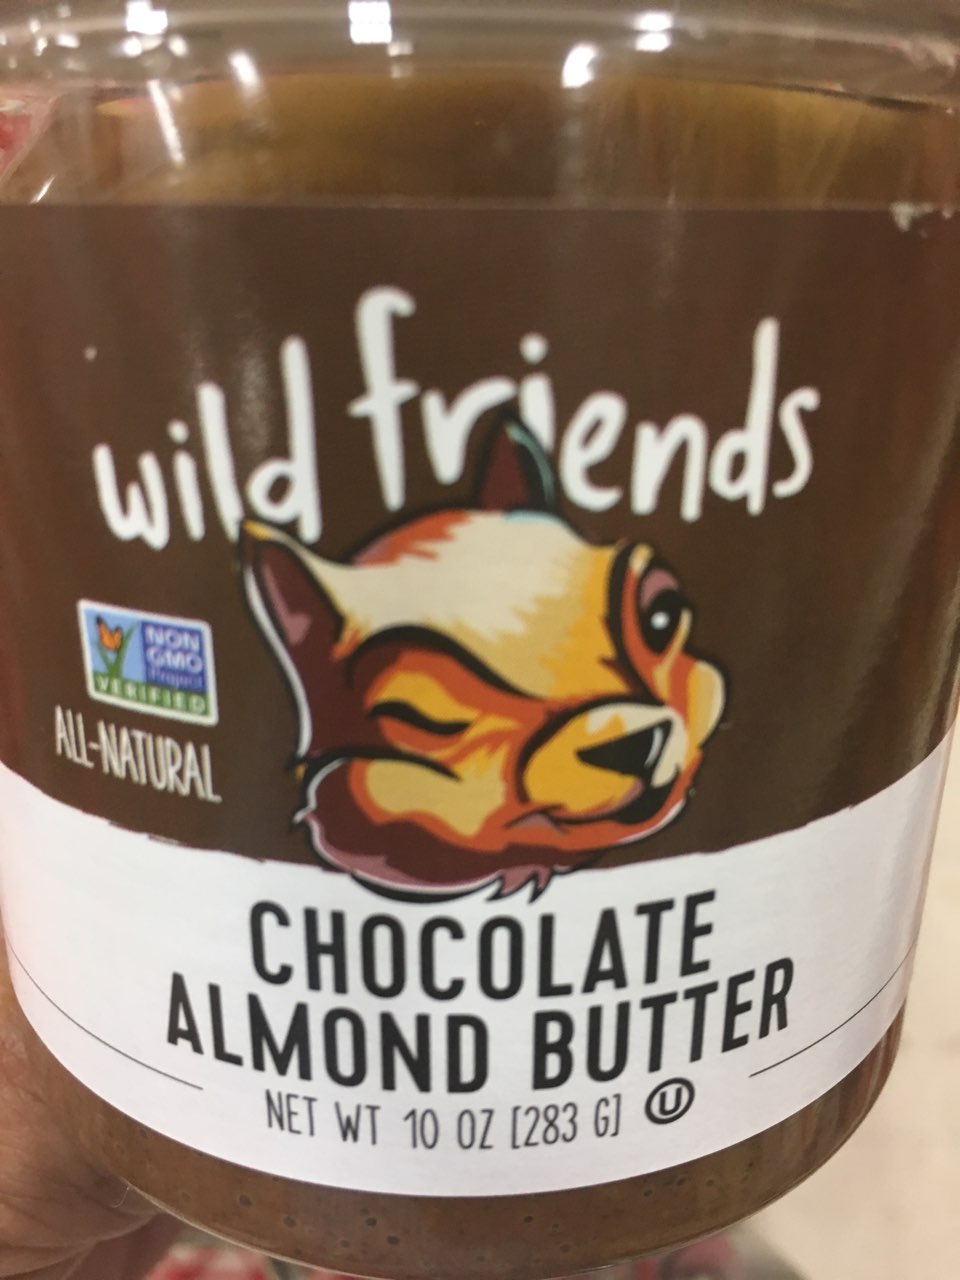 wild friends
NON
GMO
Project
VERIFIED
ALL-NATURAL
CHOCOLATE
ALMOND BUTTER
NET WT 10 OZ [283 G] U